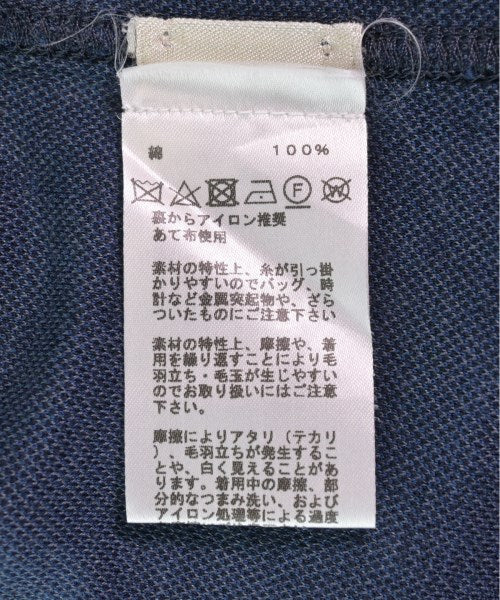 綿 100%
F W
裏からアイロン推奨
あて布使用
素材の特性上、糸が引っ掛
かりやすいのでバッグ、時
計など金属突起物や、ざら
ついたものにご注意下さい
素材の特性上、摩擦や、着
用を繰り返すことにより毛
羽立ち・毛玉が生じやすい
のでお取り扱いにはご注意
下さい。
摩擦によりアタリ（テカリ
）、毛羽立ちが発生するこ
とや、白く見えることがあ
ります。着用中の摩擦、部
分的なつまみ洗い、および
アイロン処理等による過度